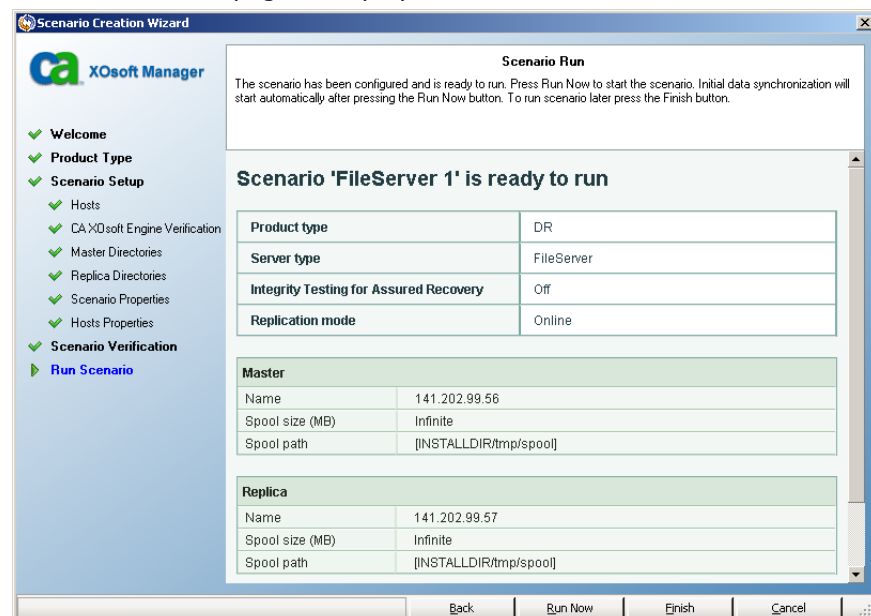 Scenario Creation Wizard
ca XOsoft Manager
Welcome
Product Type
Scenario Setup
Hosts
CA XOsoft Engine Verification
Master Directories
Replica Directories
Scenario Properties
Hosts Properties
Scenario Verification
Run Scenario
Scenario Run
The scenario has been configured and is ready to run. Press Run Now to start the scenario. Initial data synchronization will
start automatically after pressing the Run Now button. To run scenario later press the Finish button.
Scenario 'FileServer 1' is ready to run
Product type DR
Server type FileServer
Integrity Testing for Assured Recovery Off
Replication mode Online
Master
Name 141.202.99.56
Spool size (MB) Infinite
Spool path [INSTALLDIR/tmp/spool]
Replica
Name 141.202.99.57
Spool size (MB) Infinite
Spool path [INSTALLDIR/tmp/spool]
Back Run Now Finish Cancel